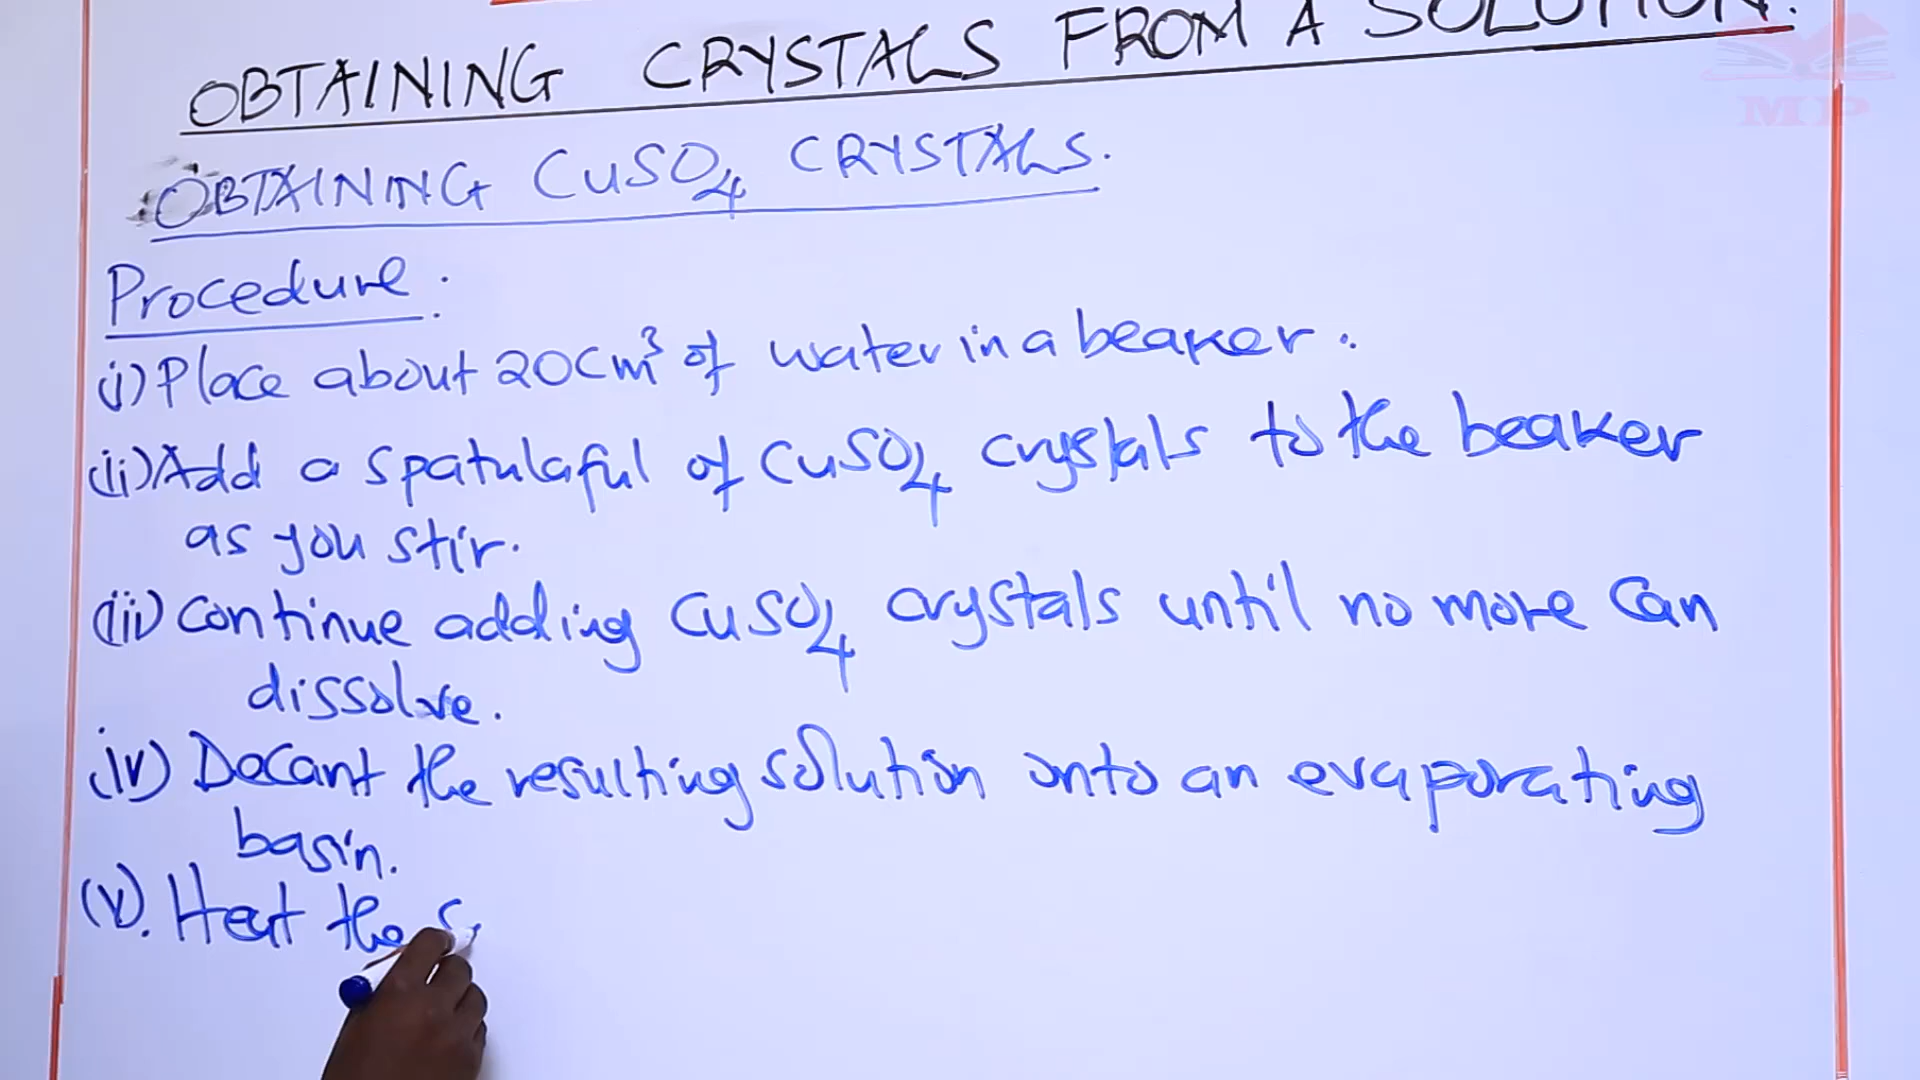 OBTAINING CRYSTALS FROM A SOLUTION.
MP
OBTAINING CuSO4 CRYSTALS.
Procedure:
(i) Place about 20cm³ of water in a beaker.
(ii) Add a spatulaful of CuSO4 crystals to the beaker
as you stir.
(iii) Continue adding CuSO4 crystals until no more can
dissolve.
(iv) Decant the resulting solution onto an evaporating
basin.
(v). Heat the s